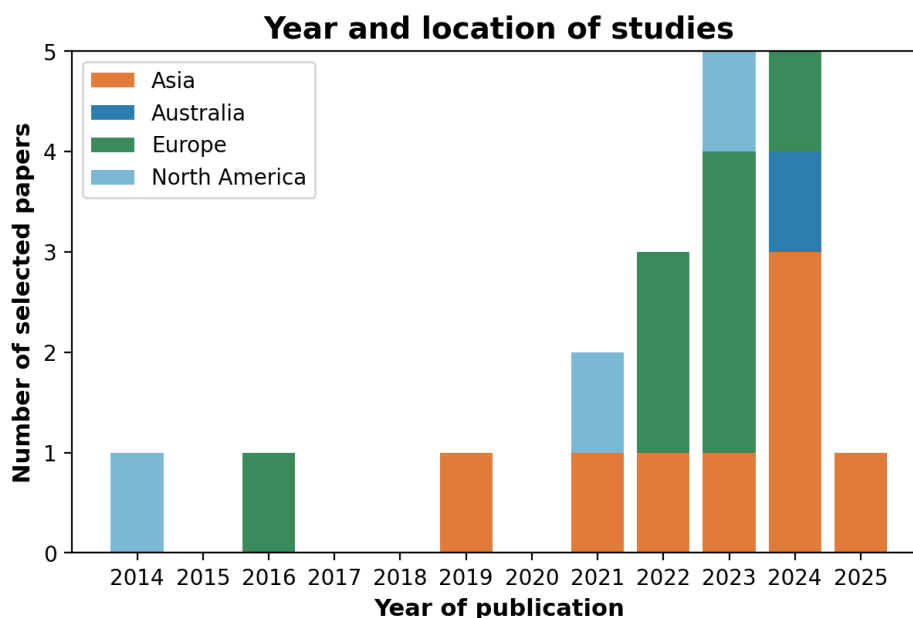 Year and location of studies
Asia
Australia
Europe
North America
Number of selected papers
5
4
3
2
1
0
2014 2015 2016 2017 2018 2019 2020 2021 2022 2023 2024 2025
Year of publication